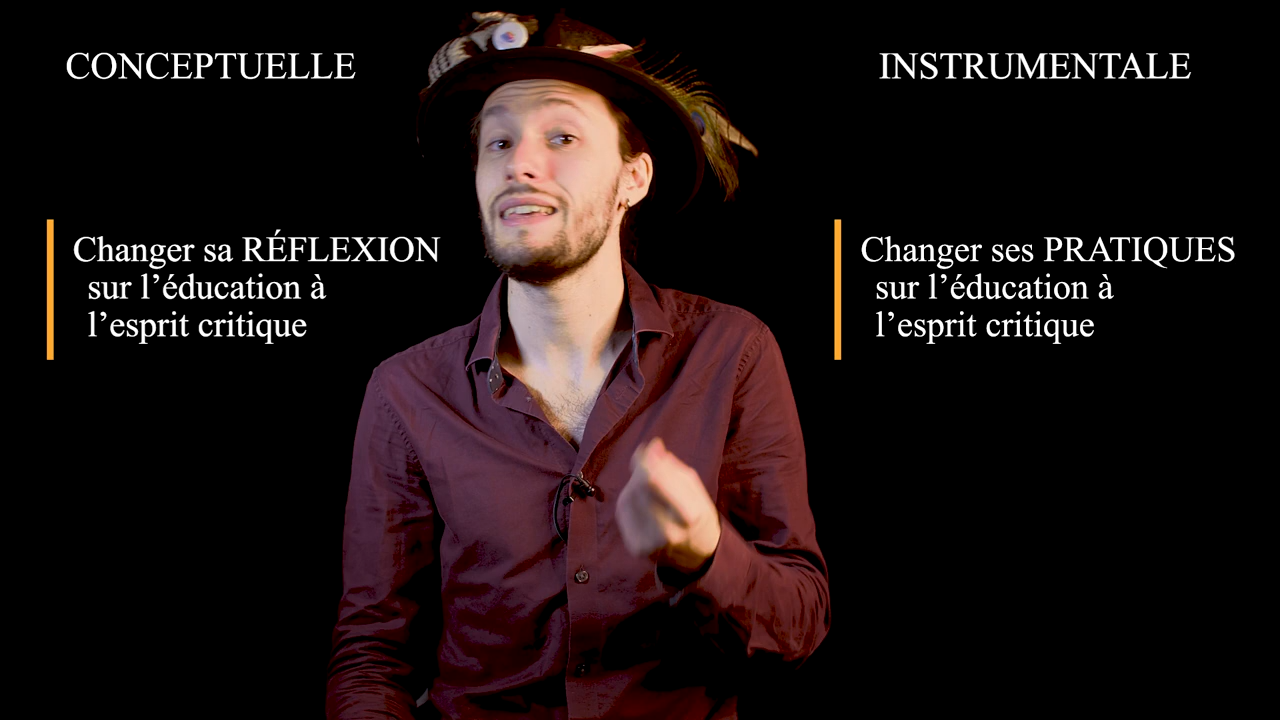 CONCEPTUELLE
Changer sa RÉFLEXION
sur l’éducation à
l’esprit critique
INSTRUMENTALE
Changer ses PRATIQUES
sur l’éducation à
l’esprit critique